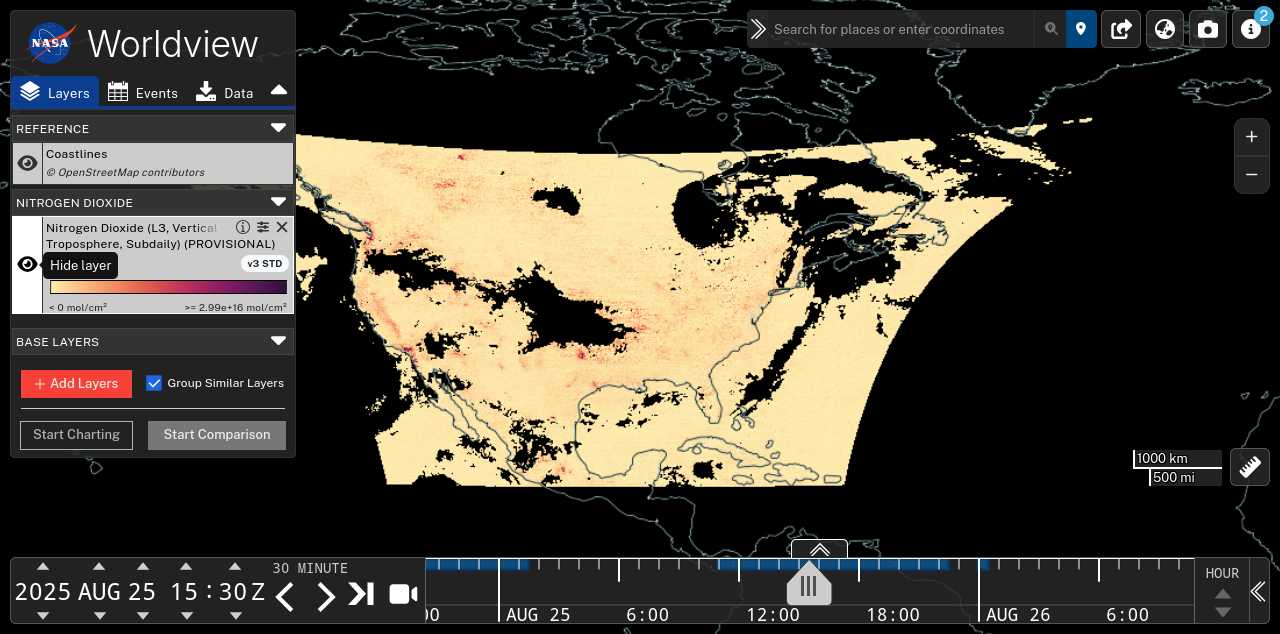 NASA
Worldview
Layers
Events
Data
REFERENCE
Coastlines
© OpenStreetMap contributors
NITROGEN DIOXIDE
Nitrogen Dioxide (L3, Vertical
Troposphere, Subdaily) (PROVISIONAL)
Hide layer
v3 STD
< 0 mol/cm²
>= 2.99e+16 mol/cm²
BASE LAYERS
+ Add Layers
Group Similar Layers
Start Charting
Start Comparison
Search for places or enter coordinates
2
+
−
1000 km
500 mi
2025 AUG 25 15 : 30 Z
30 MINUTE
00
AUG 25
6:00
12:00
18:00
AUG 26
6:00
HOUR